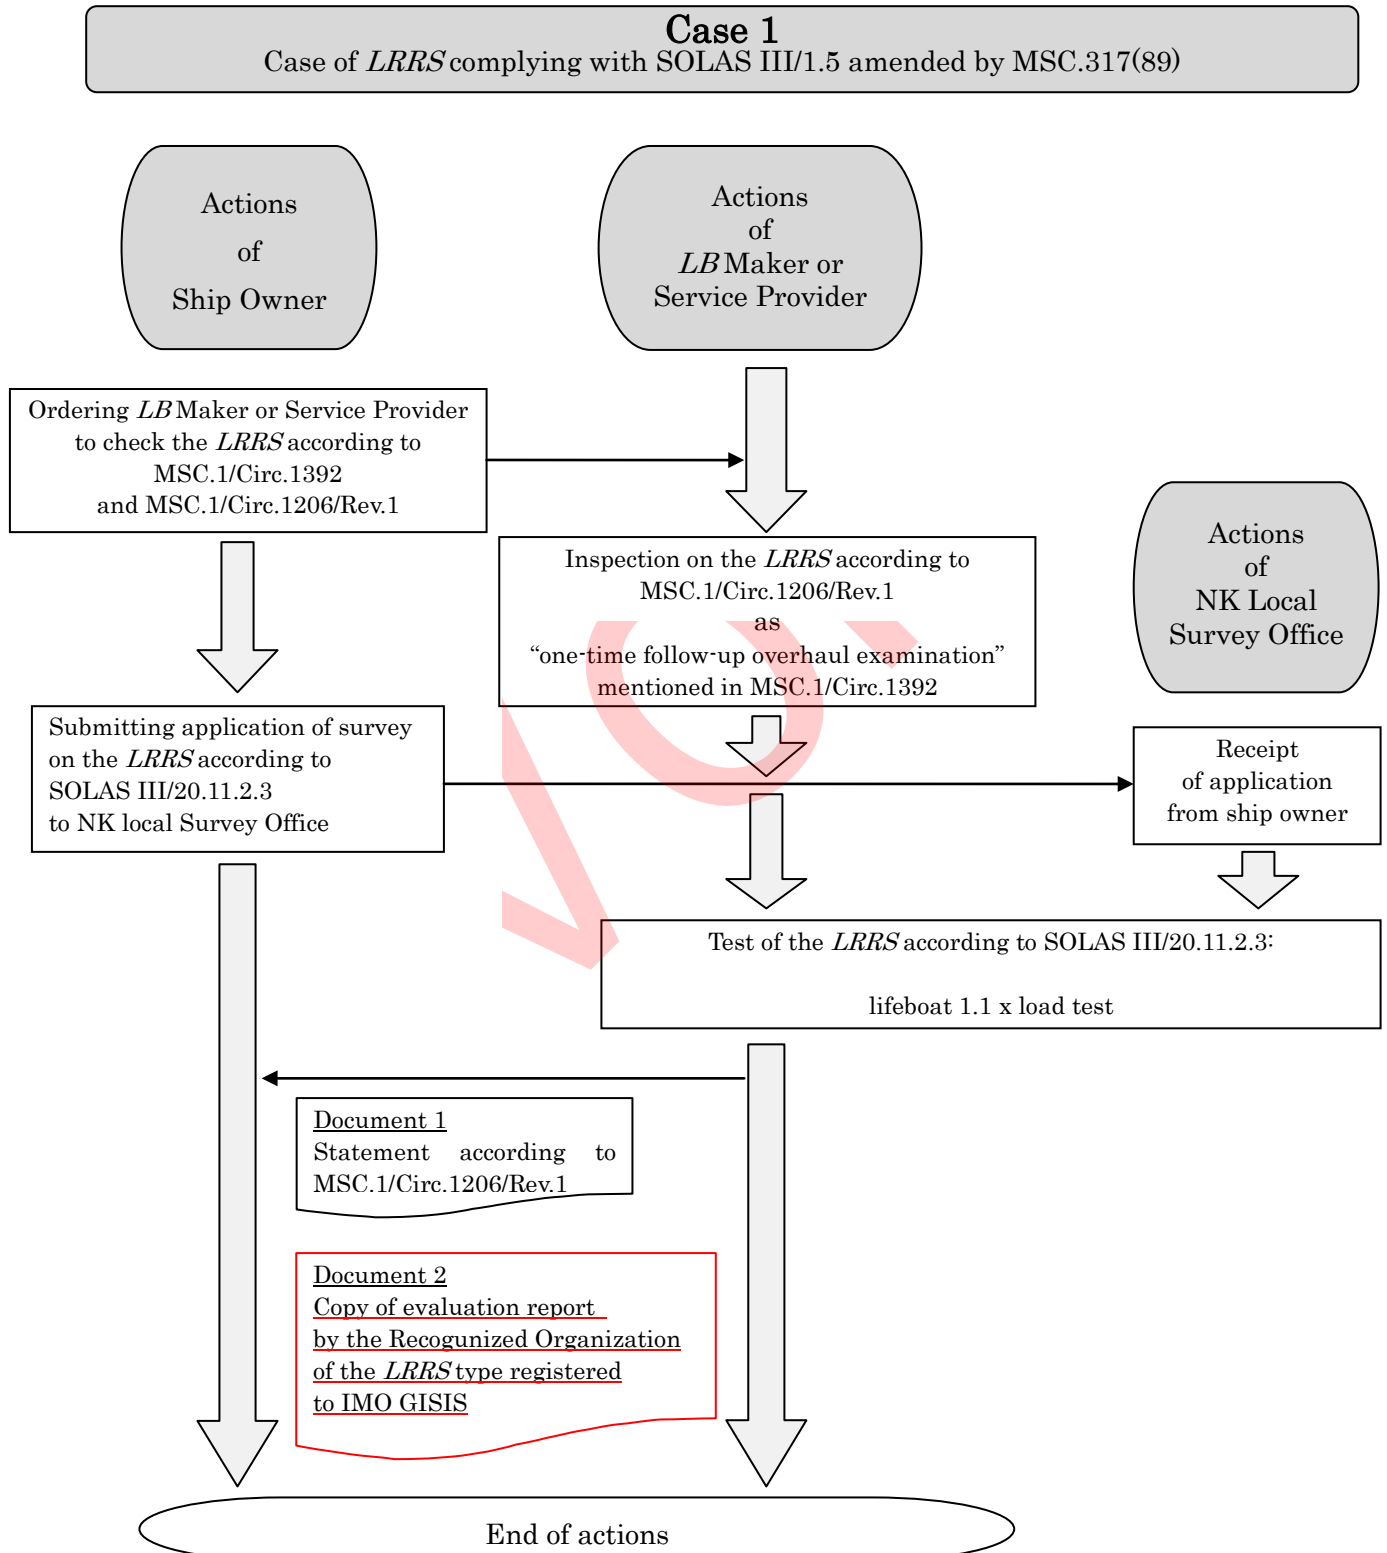 Case 1
Case of LRRS complying with SOLAS III/1.5 amended by MSC.317(89)
Actions
of
Ship Owner
Actions
of
LB Maker or
Service Provider
Ordering LB Maker or Service Provider
to check the LRRS according to
MSC.1/Circ.1392
and MSC.1/Circ.1206/Rev.1
Actions
of
NK Local
Survey Office
Inspection on the LRRS according to
MSC.1/Circ.1206/Rev.1
as
“one-time follow-up overhaul examination”
mentioned in MSC.1/Circ.1392
Submitting application of survey
on the LRRS according to
SOLAS III/20.11.2.3
to NK local Survey Office
Receipt
of application
from ship owner
Test of the LRRS according to SOLAS III/20.11.2.3:
lifeboat 1.1 x load test
Document 1
Statement according to
MSC.1/Circ.1206/Rev.1
Document 2
Copy of evaluation report
by the Recogunized Organization
of the LRRS type registered
to IMO GISIS
End of actions